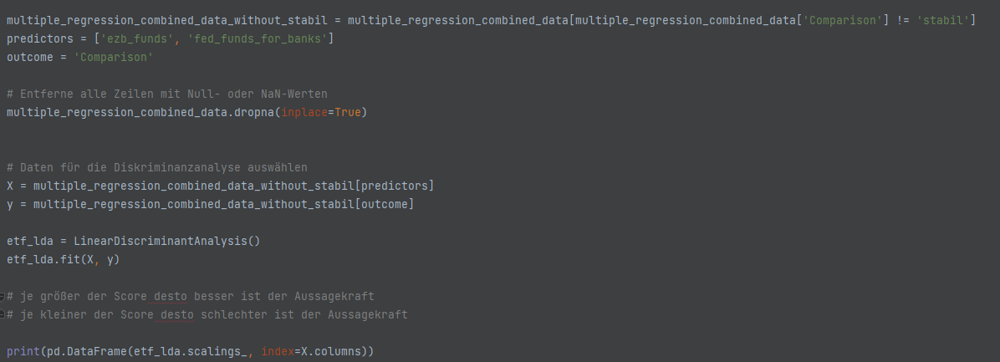 multiple_regression_combined_data_without_stabil = multiple_regression_combined_data[multiple_regression_combined_data['Comparison'] != 'stabil']
predictors = ['ezb_funds', 'fed_funds_for_banks']
outcome = 'Comparison'
# Entferne alle Zeilen mit Null- oder NaN-Werten
multiple_regression_combined_data.dropna(inplace=True)
# Daten für die Diskriminanzanalyse auswählen
X = multiple_regression_combined_data_without_stabil[predictors]
y = multiple_regression_combined_data_without_stabil[outcome]
etf_lda = LinearDiscriminantAnalysis()
etf_lda.fit(X, y)
# je größer der Score desto besser ist der Aussagekraft
# je kleiner der Score desto schlechter ist der Aussagekraft
print(pd.DataFrame(etf_lda.scalings_, index=X.columns))